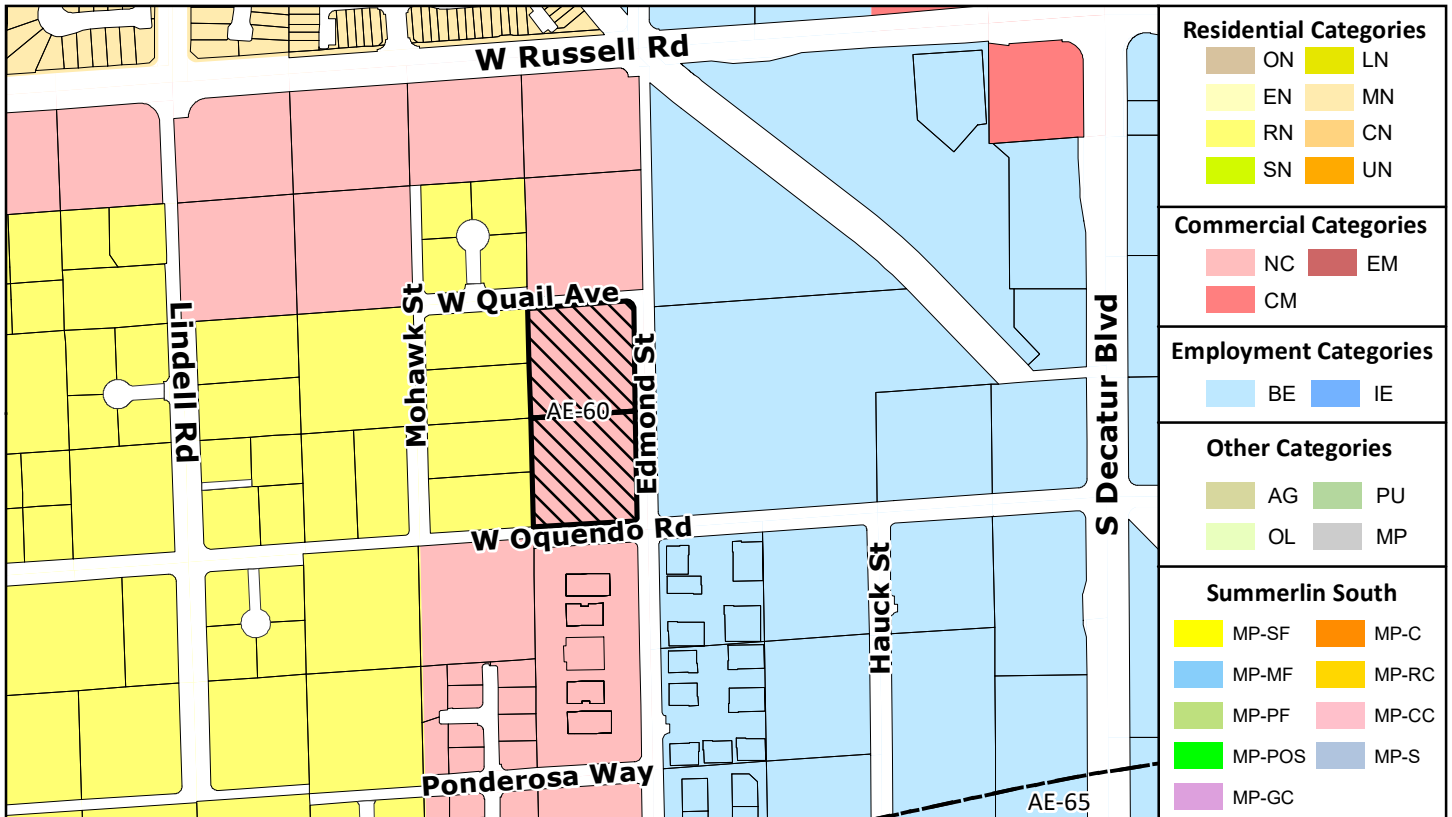 W Russell Rd
W Quail Ave
Lindell Rd
Mohawk St
Edmond St
AE-60
S Decatur Blvd
W Oquendo Rd
Hauck St
Ponderosa Way
AE-65
Residential Categories
ON LN
EN MN
RN CN
SN UN
Commercial Categories
NC EM
CM
Employment Categories
BE IE
Other Categories
AG PU
OL MP
Summerlin South
MP-SF MP-C
MP-MF MP-RC
MP-PF MP-CC
MP-POS MP-S
MP-GC